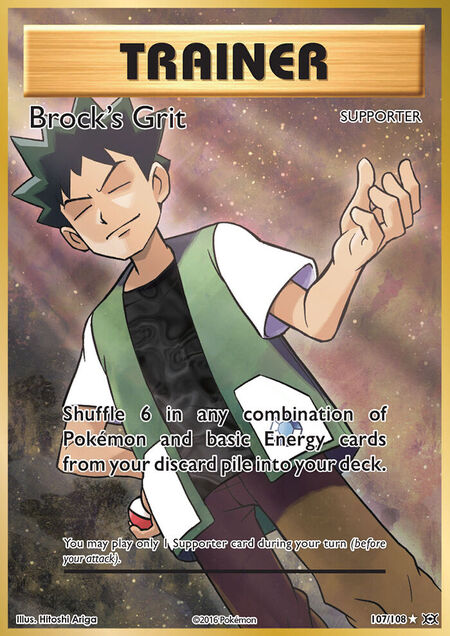 TRAINER
Brock's Grit
SUPPORTER
Shuffle 6 in any combination of
Pokémon and basic Energy cards
from your discard pile into your deck.
You may play only 1 Supporter card during your turn (before
your attack).
Illus. Hitoshi Ariga
©2016 Pokémon
107/108